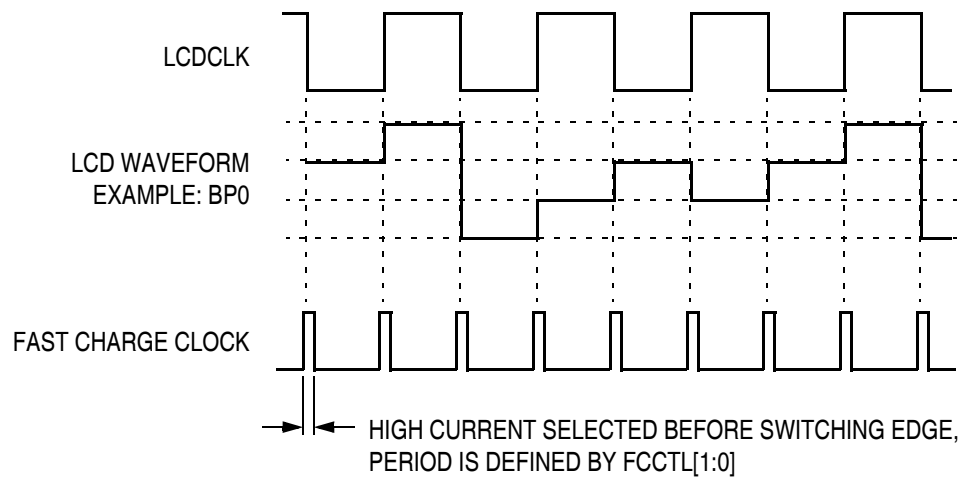 LCDCLK
LCD WAVEFORM
EXAMPLE: BP0
FAST CHARGE CLOCK
HIGH CURRENT SELECTED BEFORE SWITCHING EDGE,
PERIOD IS DEFINED BY FCCTL[1:0]